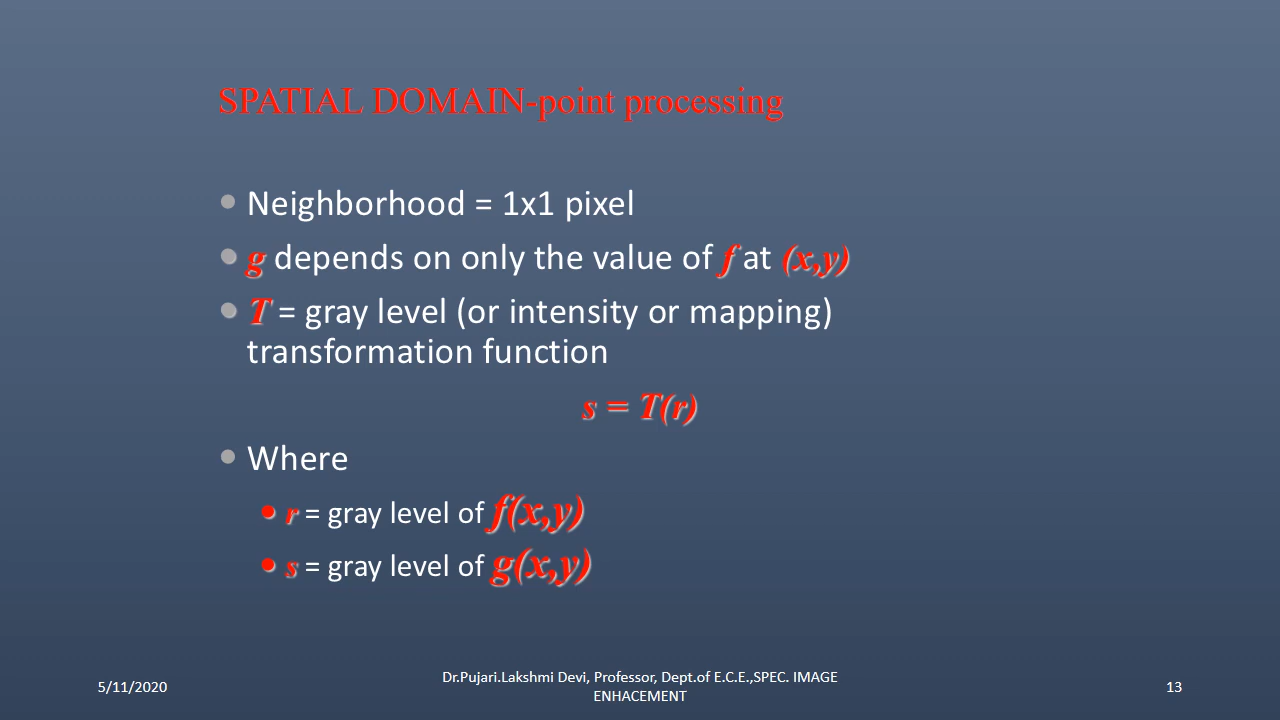 SPATIAL DOMAIN-point processing
Neighborhood = 1x1 pixel
g depends on only the value of f at (x,y)
T = gray level (or intensity or mapping)
transformation function
s = T(r)
Where
r = gray level of f(x,y)
s = gray level of g(x,y)
5/11/2020
Dr.Pujari.Lakshmi Devi, Professor, Dept.of E.C.E.,SPEC. IMAGE
ENHACEMENT
13